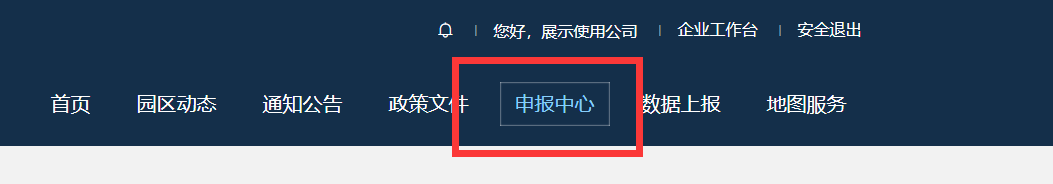 您好，展示使用公司 企业工作台 安全退出
首页 园区动态 通知公告 政策文件 申报中心 数据上报 地图服务